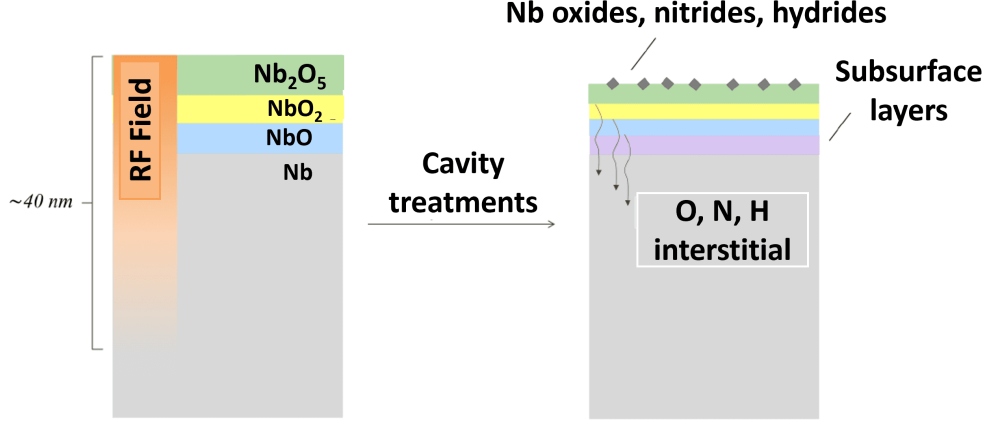 Nb oxides, nitrides, hydrides
Subsurface
layers
RF Field
Nb₂O₅
NbO₂
NbO
Nb
~40 nm
Cavity
treatments
O, N, H
interstitial